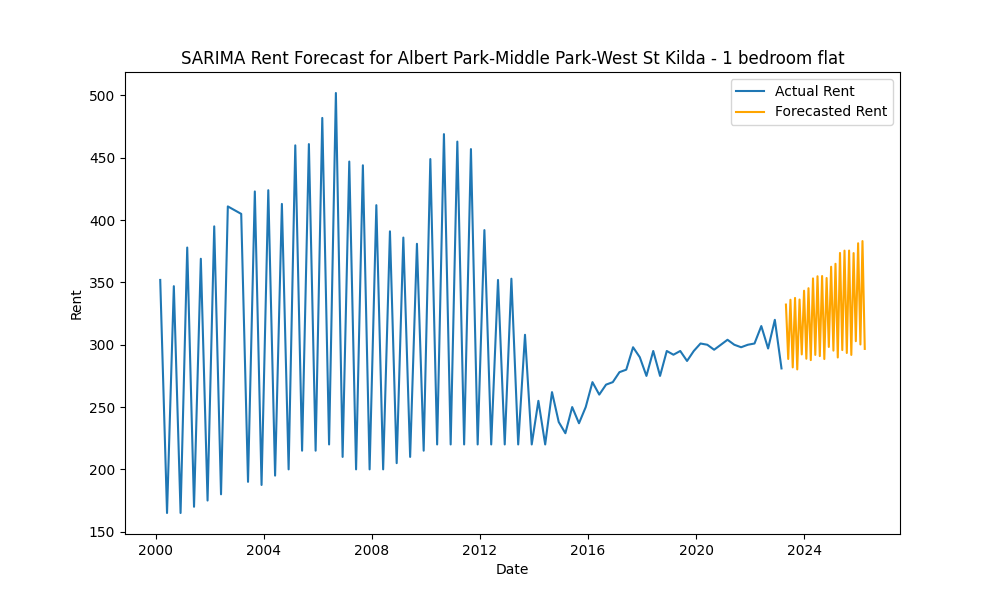 SARIMA Rent Forecast for Albert Park-Middle Park-West St Kilda - 1 bedroom flat
Actual Rent
Forecasted Rent
500
450
400
350
300
250
200
150
Rent
2000 2004 2008 2012 2016 2020 2024
Date